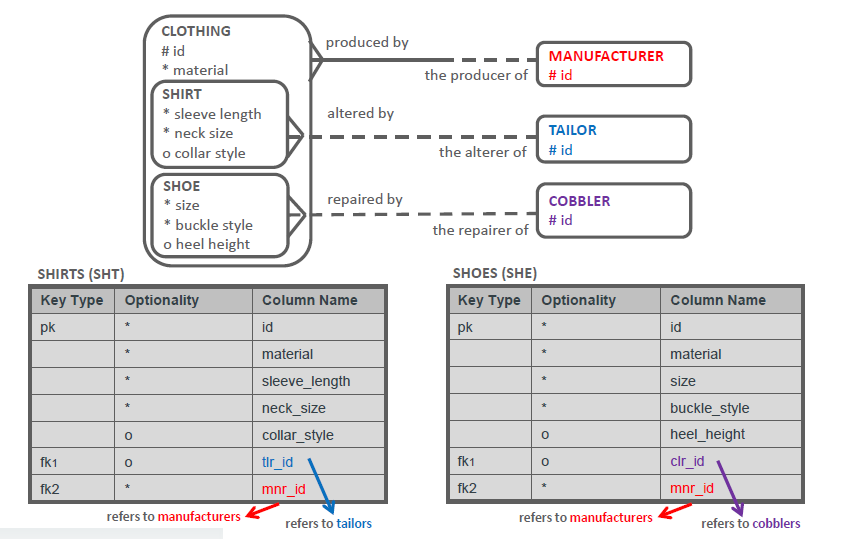 CLOTHING
# id
* material
SHIRT
* sleeve length
* neck size
o collar style
SHOE
* size
* buckle style
o heel height
produced by
the producer of
MANUFACTURER
# id
altered by
the alterer of
TAILOR
# id
repaired by
the repairer of
COBBLER
# id
SHIRTS (SHT)
Key Type Optionality Column Name
pk * id
* material
* sleeve_length
* neck_size
o collar_style
fk1 o tlr_id
fk2 * mnr_id
refers to manufacturers
refers to tailors
SHOES (SHE)
Key Type Optionality Column Name
pk * id
* material
* size
* buckle_style
o heel_height
fk1 o clr_id
fk2 * mnr_id
refers to manufacturers
refers to cobblers